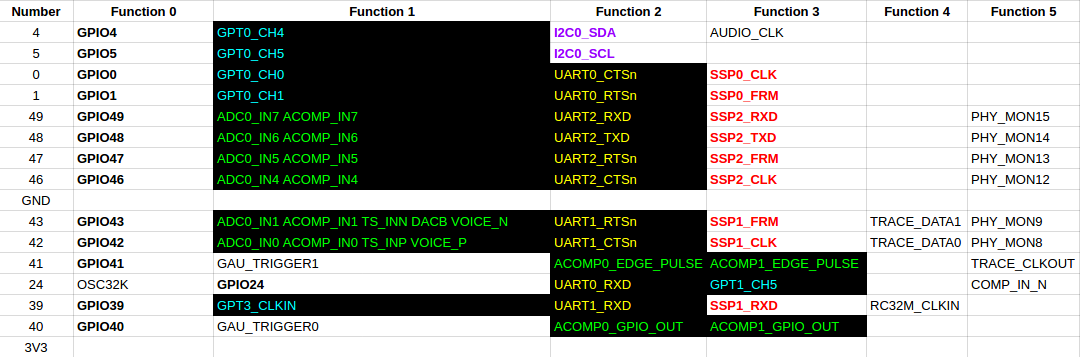 Number Function 0 Function 1 Function 2 Function 3 Function 4 Function 5
4 GPIO4 GPT0_CH4 I2C0_SDA AUDIO_CLK
5 GPIO5 GPT0_CH5 I2C0_SCL
0 GPIO0 GPT0_CH0 UART0_CTSn SSP0_CLK
1 GPIO1 GPT0_CH1 UART0_RTSn SSP0_FRM
49 GPIO49 ADC0_IN7 ACOMP_IN7 UART2_RXD SSP2_RXD PHY_MON15
48 GPIO48 ADC0_IN6 ACOMP_IN6 UART2_TXD SSP2_TXD PHY_MON14
47 GPIO47 ADC0_IN5 ACOMP_IN5 UART2_RTSn SSP2_FRM PHY_MON13
46 GPIO46 ADC0_IN4 ACOMP_IN4 UART2_CTSn SSP2_CLK PHY_MON12
GND
43 GPIO43 ADC0_IN1 ACOMP_IN1 TS_INN DACB VOICE_N UART1_RTSn SSP1_FRM TRACE_DATA1 PHY_MON9
42 GPIO42 ADC0_IN0 ACOMP_IN0 TS_INP VOICE_P UART1_CTSn SSP1_CLK TRACE_DATA0 PHY_MON8
41 GPIO41 GAU_TRIGGER1 ACOMP0_EDGE_PULSE ACOMP1_EDGE_PULSE TRACE_CLKOUT
24 OSC32K GPIO24 UART0_RXD GPT1_CH5 COMP_IN_N
39 GPIO39 GPT3_CLKIN UART1_RXD SSP1_RXD RC32M_CLKIN
40 GPIO40 GAU_TRIGGER0 ACOMP0_GPIO_OUT ACOMP1_GPIO_OUT
3V3